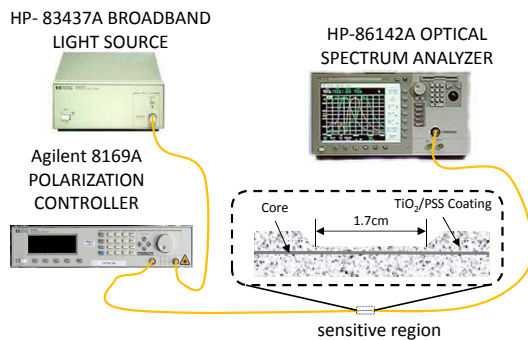 HP- 83437A BROADBAND
LIGHT SOURCE
HP-86142A OPTICAL
SPECTRUM ANALYZER
Agilent 8169A
POLARIZATION
CONTROLLER
Core
TiO2/PSS Coating
1.7cm
sensitive region